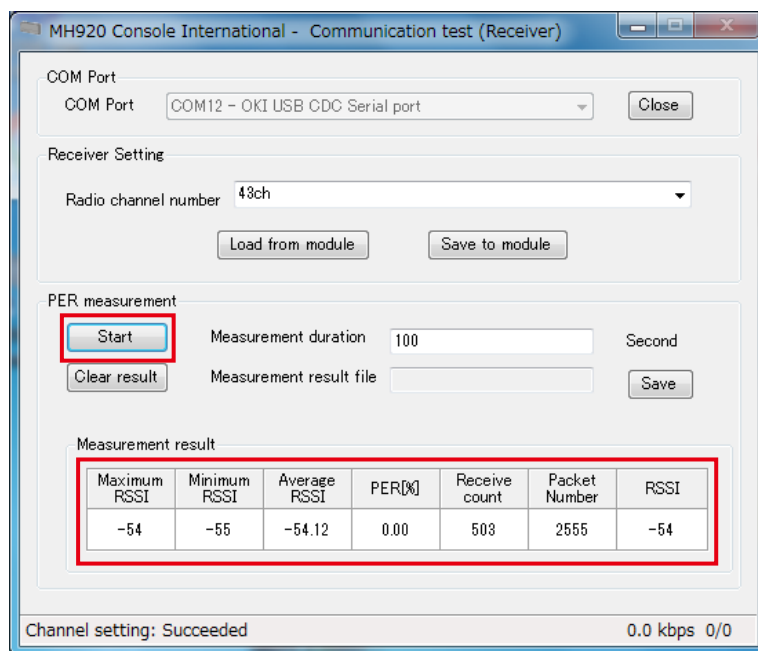 MH920 Console International - Communication test (Receiver)
COM Port
COM Port COM12 - OKI USB CDC Serial port Close
Receiver Setting
Radio channel number 43ch
Load from module Save to module
PER measurement
Start Measurement duration 100 Second
Clear result Measurement result file Save
Measurement result
Maximum RSSI Minimum RSSI Average RSSI PER[%] Receive count Packet Number RSSI
-54 -55 -54.12 0.00 503 2555 -54
Channel setting: Succeeded 0.0 kbps 0/0